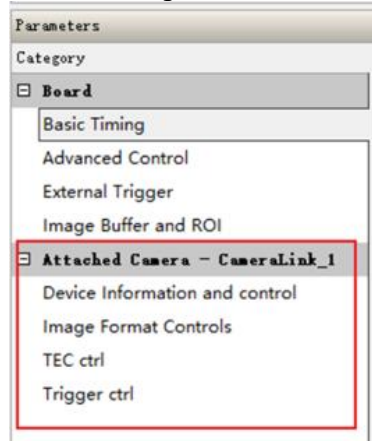 Parameters
Category
Board
Basic Timing
Advanced Control
External Trigger
Image Buffer and ROI
Attached Camera - CameraLink_1
Device Information and control
Image Format Controls
TEC ctrl
Trigger ctrl